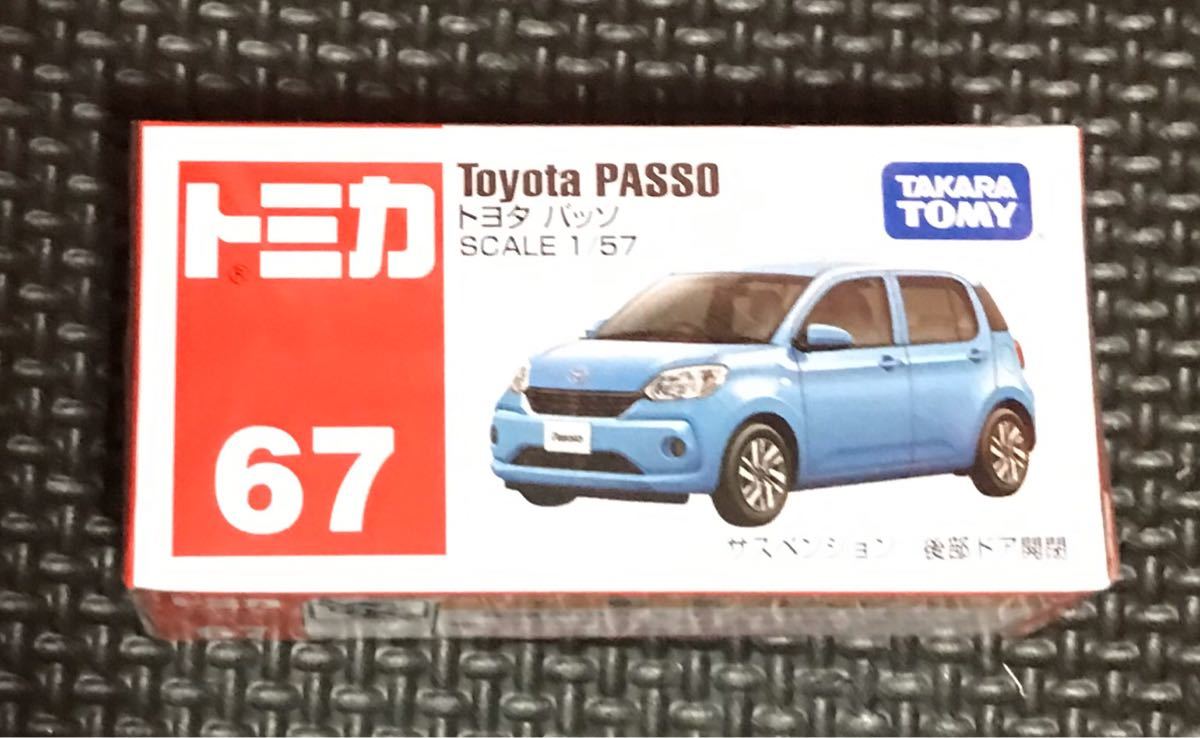 トミカ
67
Toyota PASSO
トヨタ パッソ
SCALE 1/57
TAKARA
TOMY
Passo
サスペンション 後部ドア開閉